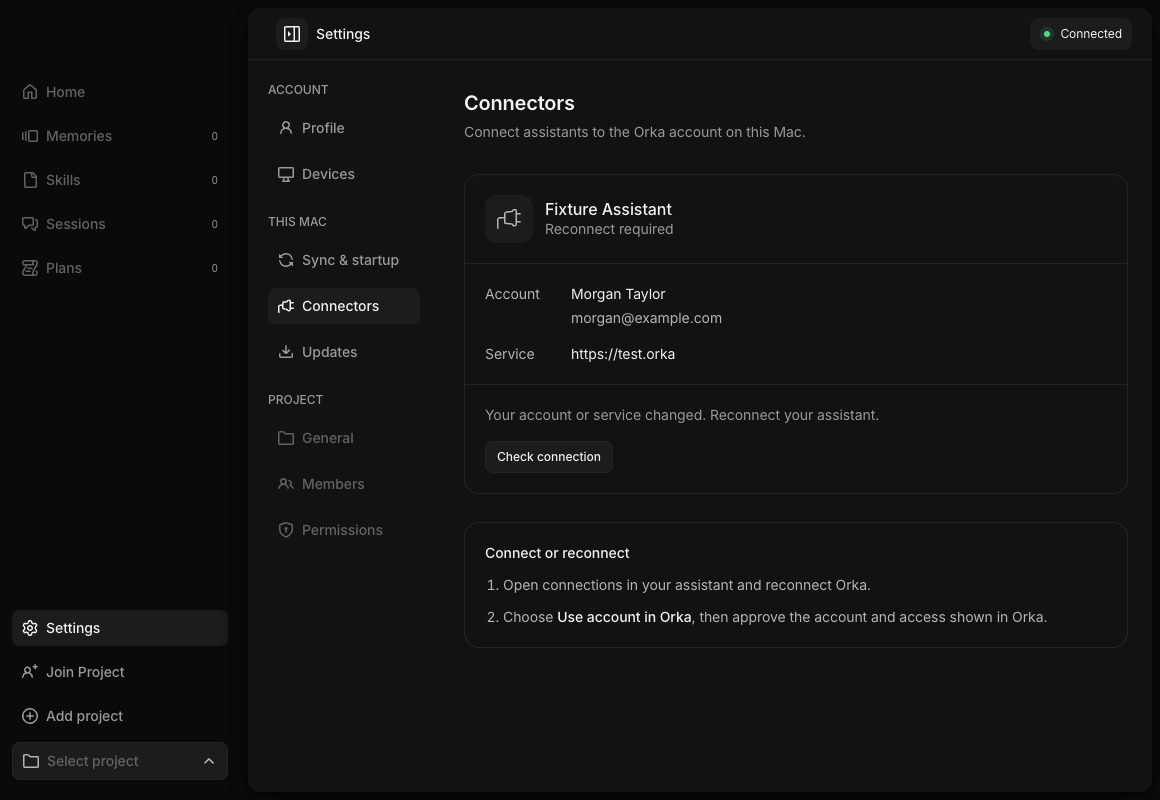 Settings
Connected
Home
Memories 0
Skills 0
Sessions 0
Plans 0
Settings
Join Project
Add project
Select project
ACCOUNT
Profile
Devices
THIS MAC
Sync & startup
Connectors
Updates
PROJECT
General
Members
Permissions
Connectors
Connect assistants to the Orka account on this Mac.
Fixture Assistant
Reconnect required
Account Morgan Taylor
morgan@example.com
Service https://test.orka
Your account or service changed. Reconnect your assistant.
Check connection
Connect or reconnect
1. Open connections in your assistant and reconnect Orka.
2. Choose Use account in Orka, then approve the account and access shown in Orka.